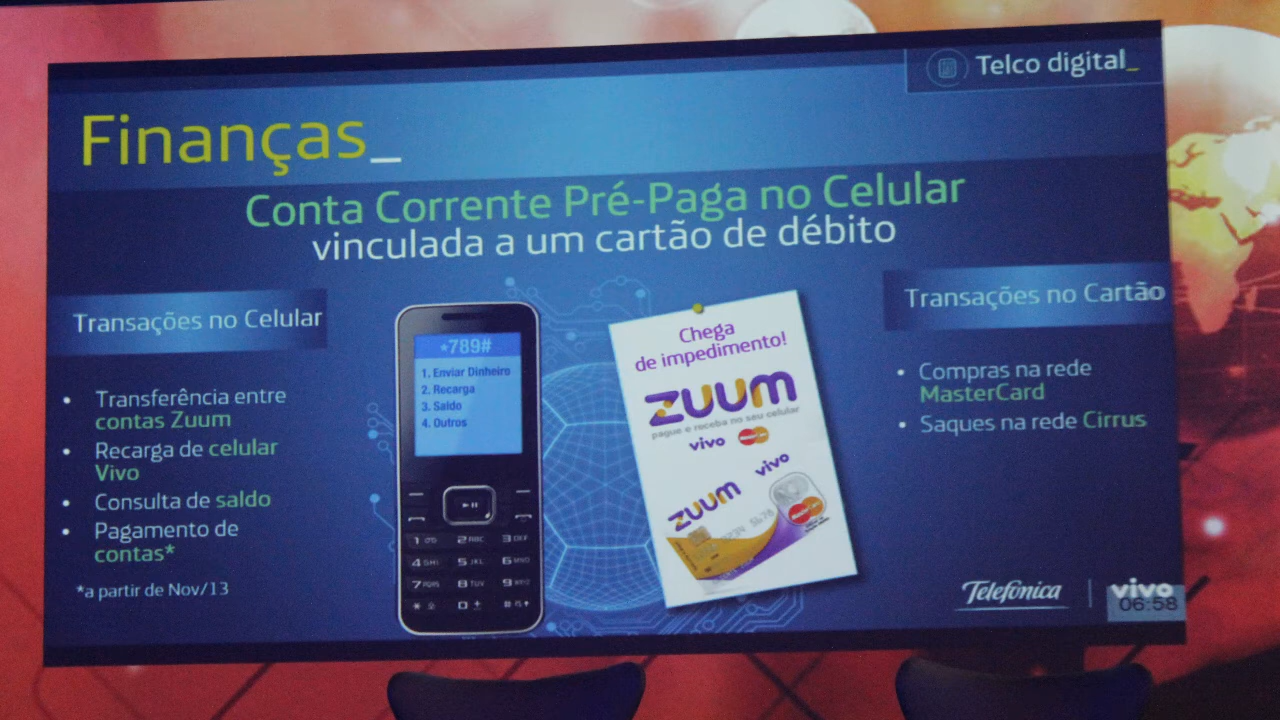 Telco digital_
Finanças_
Conta Corrente Pré-Paga no Celular
vinculada a um cartão de débito
Transações no Celular
• Transferência entre
contas Zuum
• Recarga de celular
Vivo
• Consulta de saldo
• Pagamento de
contas*
*a partir de Nov/13
*789#
1. Enviar Dinheiro
2. Recarga
3. Saldo
4. Outros
Chega
de impedimento!
zuum
pague e receba no seu celular
vivo MasterCard
vivo
zuum
MasterCard
Transações no Cartão
• Compras na rede
MasterCard
• Saques na rede Cirrus
Telefónica | vivo
06:58